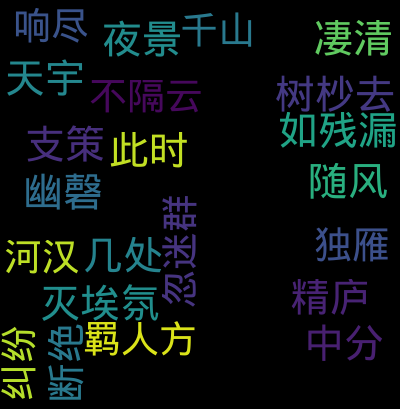 响尽
夜景
千山
凄清
天宇
不隔云
树杪去
如残漏
支策
此时
随风
幽磬
忽迷群
独雁
河汉
几处
灭埃氛
精庐
纠纷
断绝
羁人方
中分